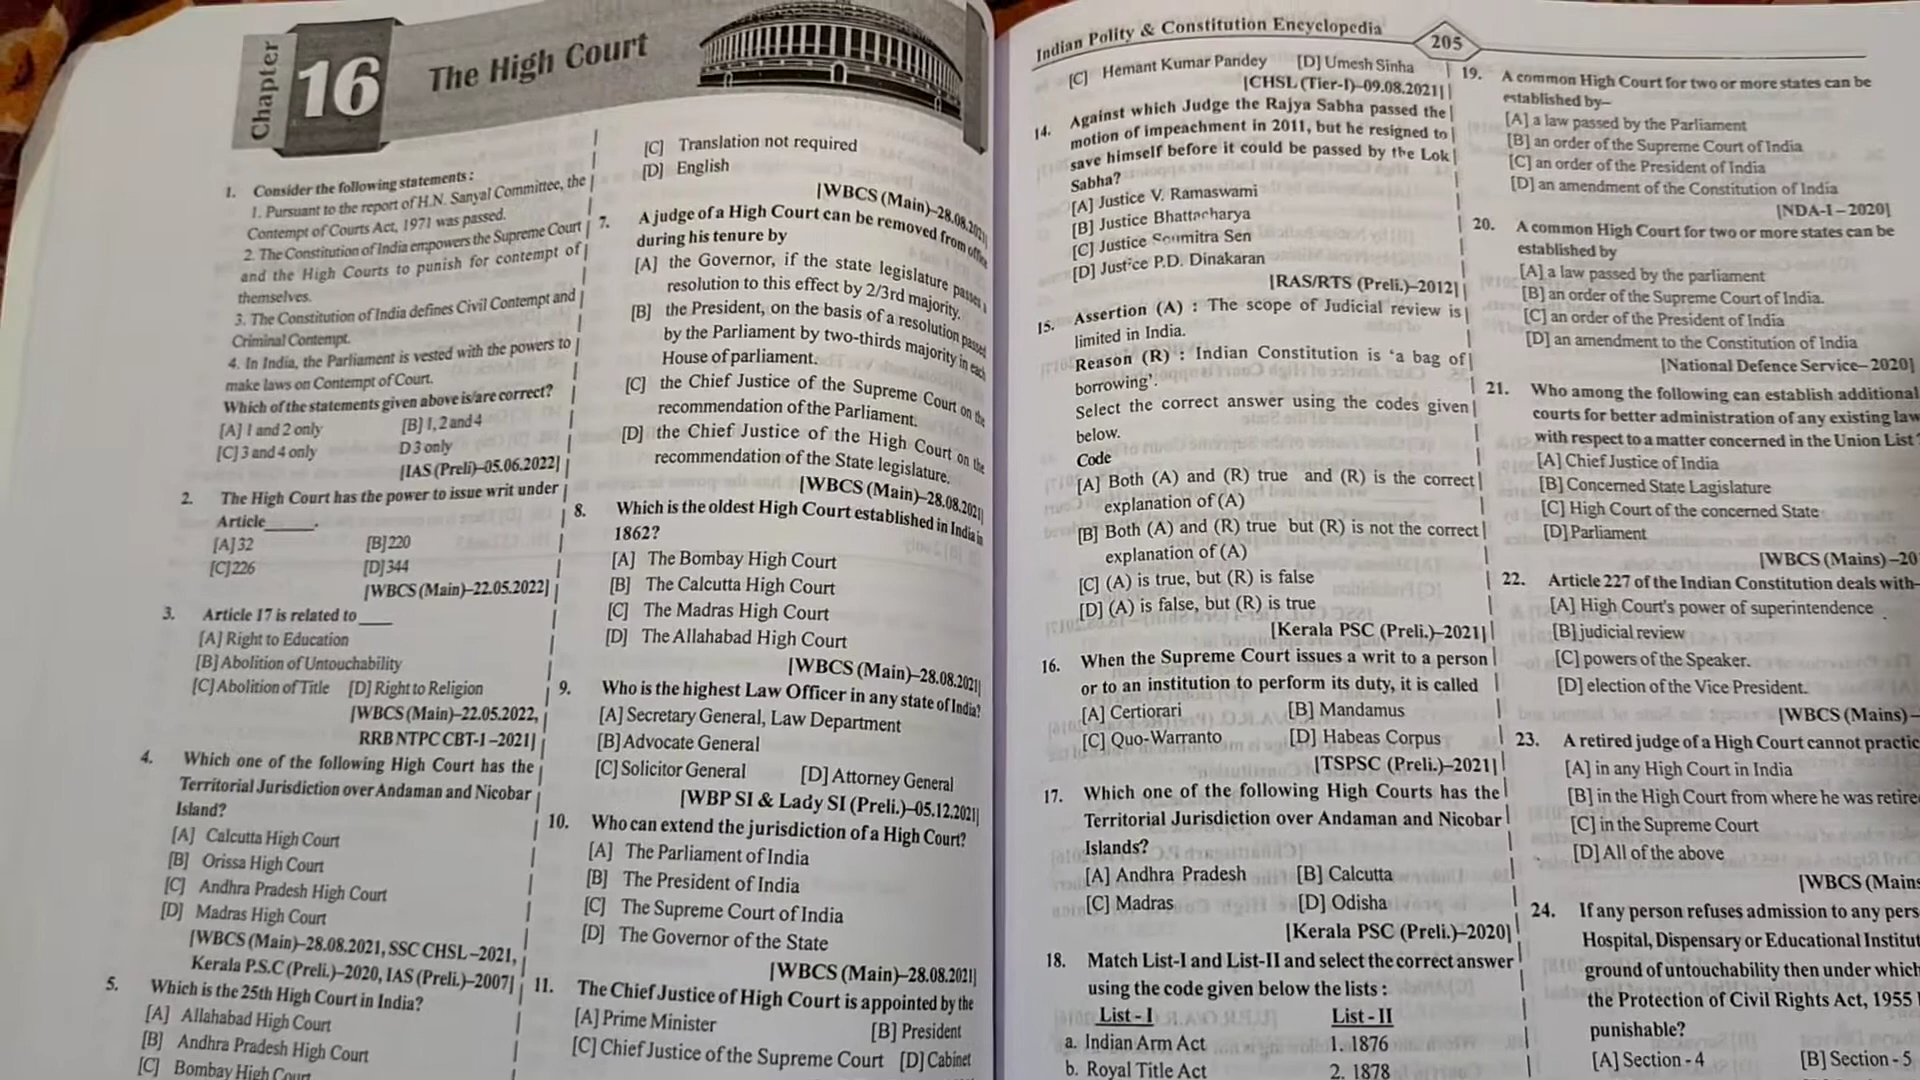 Chapter
16
The High Court
1. Consider the following statements :
1. Pursuant to the report of H.N. Sanyal Committee, the
Contempt of Courts Act, 1971 was passed.
2. The Constitution of India empowers the Supreme Court
and the High Courts to punish for contempt of
themselves.
3. The Constitution of India defines Civil Contempt and
Criminal Contempt.
4. In India, the Parliament is vested with the powers to
make laws on Contempt of Court.
Which of the statements given above is/are correct?
[A] 1 and 2 only [B] 1, 2 and 4
[C] 3 and 4 only D 3 only
[IAS (Preli)–05.06.2022]
2. The High Court has the power to issue writ under
Article______.
[A] 32 [B] 220
[C] 226 [D] 344
[WBCS (Main)–22.05.2022]
3. Article 17 is related to ____
[A] Right to Education
[B] Abolition of Untouchability
[C] Abolition of Title [D] Right to Religion
[WBCS (Main)–22.05.2022,
RRB NTPC CBT-1 –2021]
4. Which one of the following High Court has the
Territorial Jurisdiction over Andaman and Nicobar
Island?
[A] Calcutta High Court
[B] Orissa High Court
[C] Andhra Pradesh High Court
[D] Madras High Court
[WBCS (Main)–28.08.2021, SSC CHSL –2021,
Kerala P.S.C (Preli.)–2020, IAS (Preli.)–2007]
5. Which is the 25th High Court in India?
[A] Allahabad High Court
[B] Andhra Pradesh High Court
[C] Bombay High Court
[C] Translation not required
[D] English
[WBCS (Main)–28.08.2021]
7. A judge of a High Court can be removed from office
during his tenure by
[A] the Governor, if the state legislature passes a
resolution to this effect by 2/3rd majority.
[B] the President, on the basis of a resolution passed
by the Parliament by two-thirds majority in each
House of parliament.
[C] the Chief Justice of the Supreme Court on the
recommendation of the Parliament.
[D] the Chief Justice of the High Court on the
recommendation of the State legislature.
[WBCS (Main)–28.08.2021]
8. Which is the oldest High Court established in India in
1862?
[A] The Bombay High Court
[B] The Calcutta High Court
[C] The Madras High Court
[D] The Allahabad High Court
[WBCS (Main)–28.08.2021]
9. Who is the highest Law Officer in any state of India?
[A] Secretary General, Law Department
[B] Advocate General
[C] Solicitor General [D] Attorney General
[WBP SI & Lady SI (Preli.)–05.12.2021]
10. Who can extend the jurisdiction of a High Court?
[A] The Parliament of India
[B] The President of India
[C] The Supreme Court of India
[D] The Governor of the State
[WBCS (Main)–28.08.2021]
11. The Chief Justice of High Court is appointed by the
[A] Prime Minister [B] President
[C] Chief Justice of the Supreme Court [D] Cabinet
Indian Polity & Constitution Encyclopedia
205
[C] Hemant Kumar Pandey [D] Umesh Sinha
[CHSL (Tier-I)–09.08.2021]
14. Against which Judge the Rajya Sabha passed the
motion of impeachment in 2011, but he resigned to
save himself before it could be passed by the Lok
Sabha?
[A] Justice V. Ramaswami
[B] Justice Bhattacharya
[C] Justice Soumitra Sen
[D] Justice P.D. Dinakaran
[RAS/RTS (Preli.)–2012]
15. Assertion (A) : The scope of Judicial review is
limited in India.
Reason (R) : Indian Constitution is ‘a bag of
borrowing’.
Select the correct answer using the codes given
below.
Code
[A] Both (A) and (R) true and (R) is the correct
explanation of (A)
[B] Both (A) and (R) true but (R) is not the correct
explanation of (A)
[C] (A) is true, but (R) is false
[D] (A) is false, but (R) is true
[Kerala PSC (Preli.)–2021]
16. When the Supreme Court issues a writ to a person
or to an institution to perform its duty, it is called
[A] Certiorari [B] Mandamus
[C] Quo-Warranto [D] Habeas Corpus
[TSPSC (Preli.)–2021]
17. Which one of the following High Courts has the
Territorial Jurisdiction over Andaman and Nicobar
Islands?
[A] Andhra Pradesh [B] Calcutta
[C] Madras [D] Odisha
[Kerala PSC (Preli.)–2020]
18. Match List-I and List-II and select the correct answer
using the code given below the lists :
List - I List - II
a. Indian Arm Act 1. 1876
b. Royal Title Act 2. 1878
19. A common High Court for two or more states can be
established by–
[A] a law passed by the Parliament
[B] an order of the Supreme Court of India
[C] an order of the President of India
[D] an amendment of the Constitution of India
[NDA-I – 2020]
20. A common High Court for two or more states can be
established by
[A] a law passed by the parliament
[B] an order of the Supreme Court of India.
[C] an order of the President of India
[D] an amendment to the Constitution of India
[National Defence Service– 2020]
21. Who among the following can establish additional
courts for better administration of any existing law
with respect to a matter concerned in the Union List?
[A] Chief Justice of India
[B] Concerned State Lagislature
[C] High Court of the concerned State
[D] Parliament
[WBCS (Mains) –20
22. Article 227 of the Indian Constitution deals with–
[A] High Court's power of superintendence
[B] judicial review
[C] powers of the Speaker.
[D] election of the Vice President.
[WBCS (Mains)–
23. A retired judge of a High Court cannot practic
[A] in any High Court in India
[B] in the High Court from where he was retire
[C] in the Supreme Court
[D] All of the above
[WBCS (Mains
24. If any person refuses admission to any pers
Hospital, Dispensary or Educational Institut
ground of untouchability then under which
the Protection of Civil Rights Act, 1955
punishable?
[A] Section - 4 [B] Section - 5